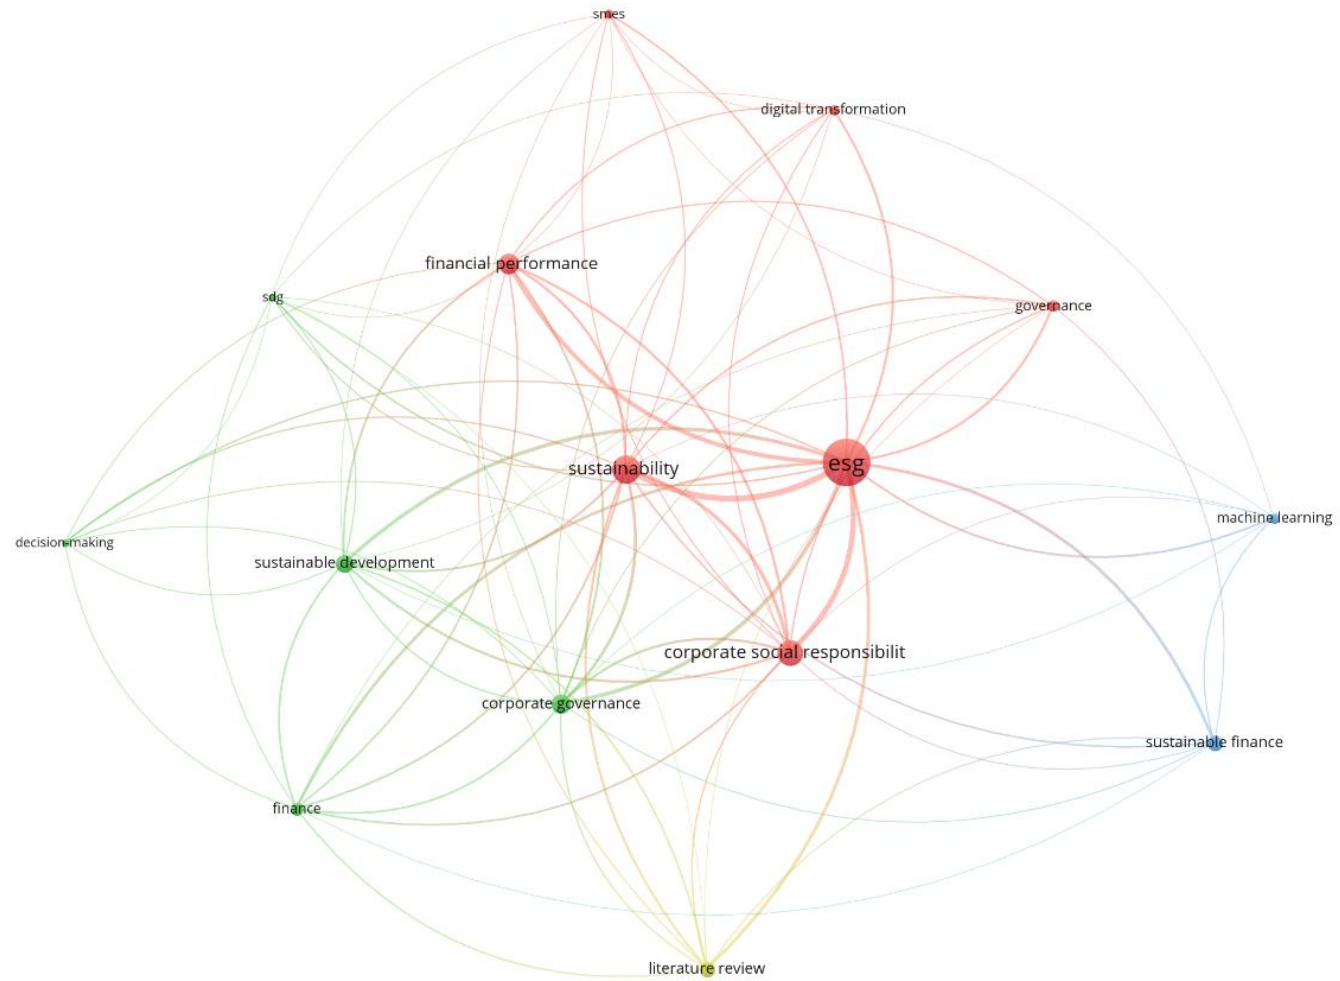 smes
digital transformation
financial performance
sdg
governance
sustainability
esg
machine learning
decision-making
sustainable development
corporate social responsibilit
corporate governance
sustainable finance
finance
literature review